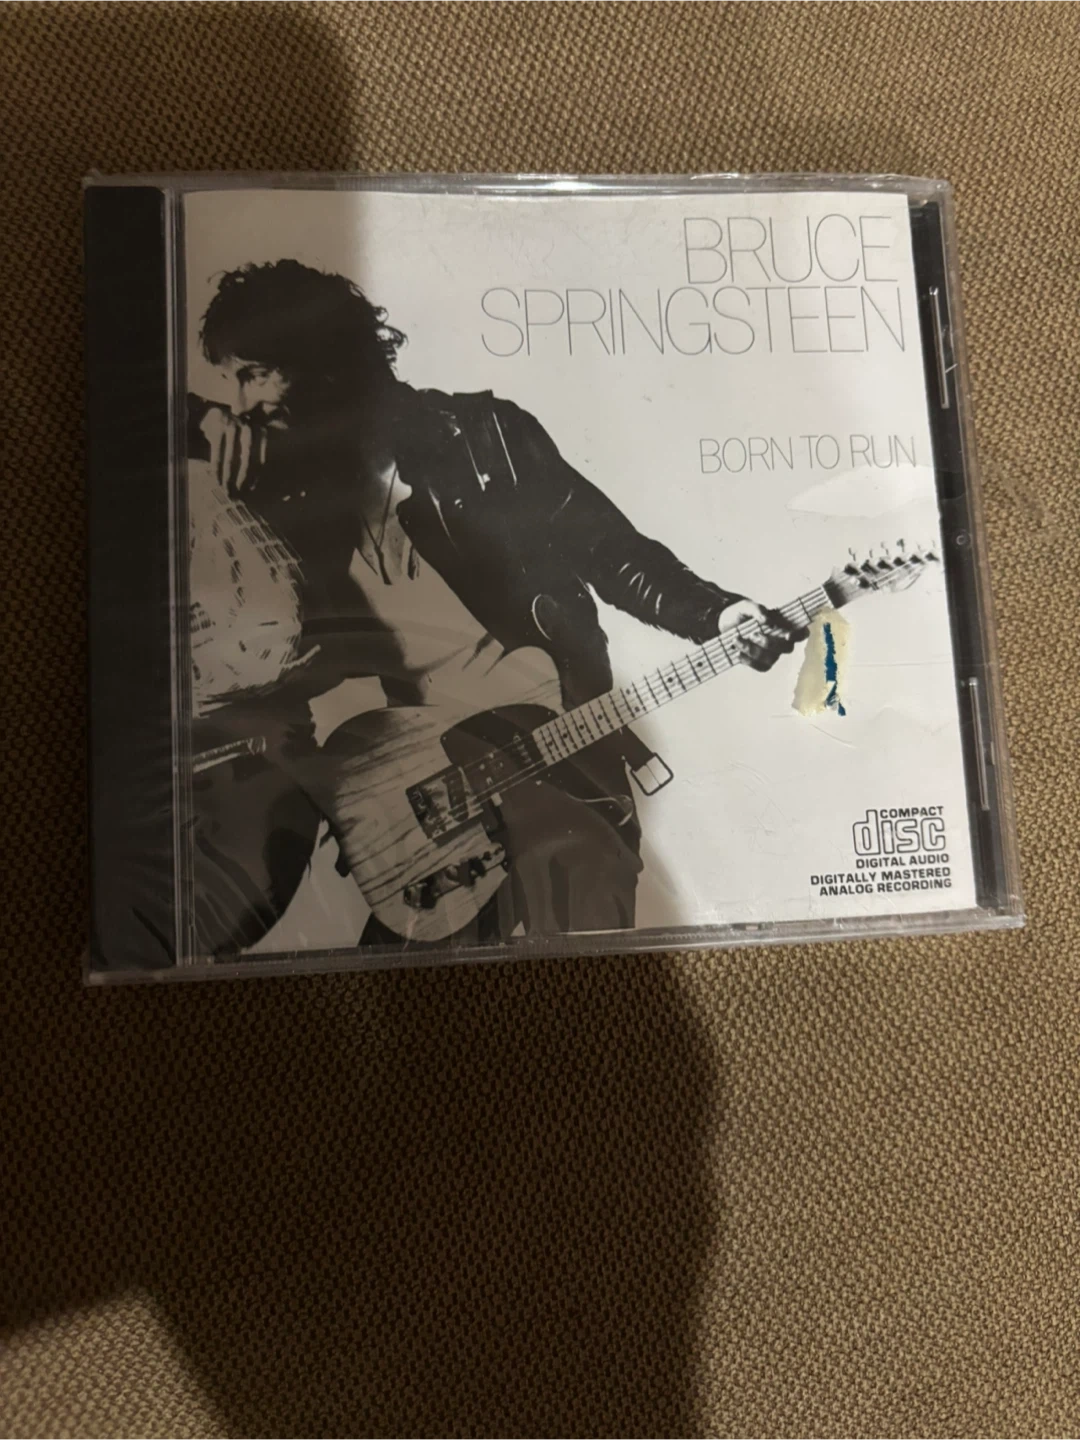 BRUCE
SPRINGSTEEN
BORN TO RUN
COMPACT
disc
DIGITAL AUDIO
DIGITALLY MASTERED
ANALOG RECORDING